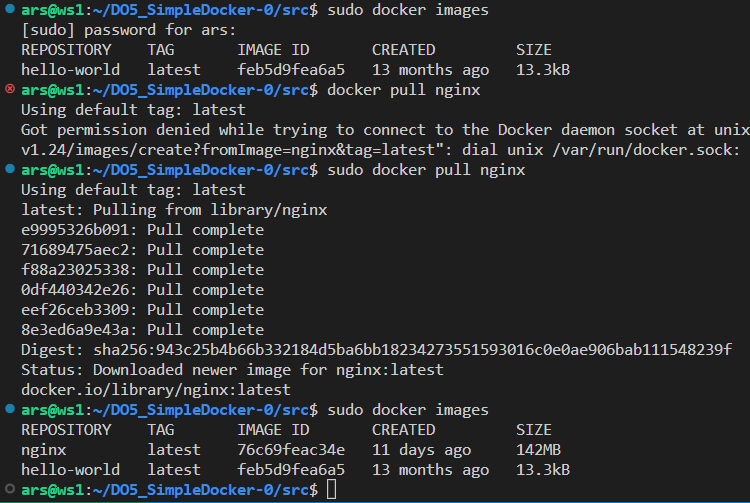 ars@ws1:~/DO5_SimpleDocker-0/src$ sudo docker images
[sudo] password for ars:
REPOSITORY    TAG       IMAGE ID       CREATED         SIZE
hello-world   latest    feb5d9fea6a5   13 months ago   13.3kB
ars@ws1:~/DO5_SimpleDocker-0/src$ docker pull nginx
Using default tag: latest
Got permission denied while trying to connect to the Docker daemon socket at unix
v1.24/images/create?fromImage=nginx&tag=latest": dial unix /var/run/docker.sock:
ars@ws1:~/DO5_SimpleDocker-0/src$ sudo docker pull nginx
Using default tag: latest
latest: Pulling from library/nginx
e9995326b091: Pull complete
71689475aec2: Pull complete
f88a23025338: Pull complete
0df440342e26: Pull complete
eef26ceb3309: Pull complete
8e3ed6a9e43a: Pull complete
Digest: sha256:943c25b4b66b332184d5ba6bb18234273551593016c0e0ae906bab111548239f
Status: Downloaded newer image for nginx:latest
docker.io/library/nginx:latest
ars@ws1:~/DO5_SimpleDocker-0/src$ sudo docker images
REPOSITORY    TAG       IMAGE ID       CREATED         SIZE
nginx         latest    76c69feac34e   11 days ago     142MB
hello-world   latest    feb5d9fea6a5   13 months ago   13.3kB
ars@ws1:~/DO5_SimpleDocker-0/src$